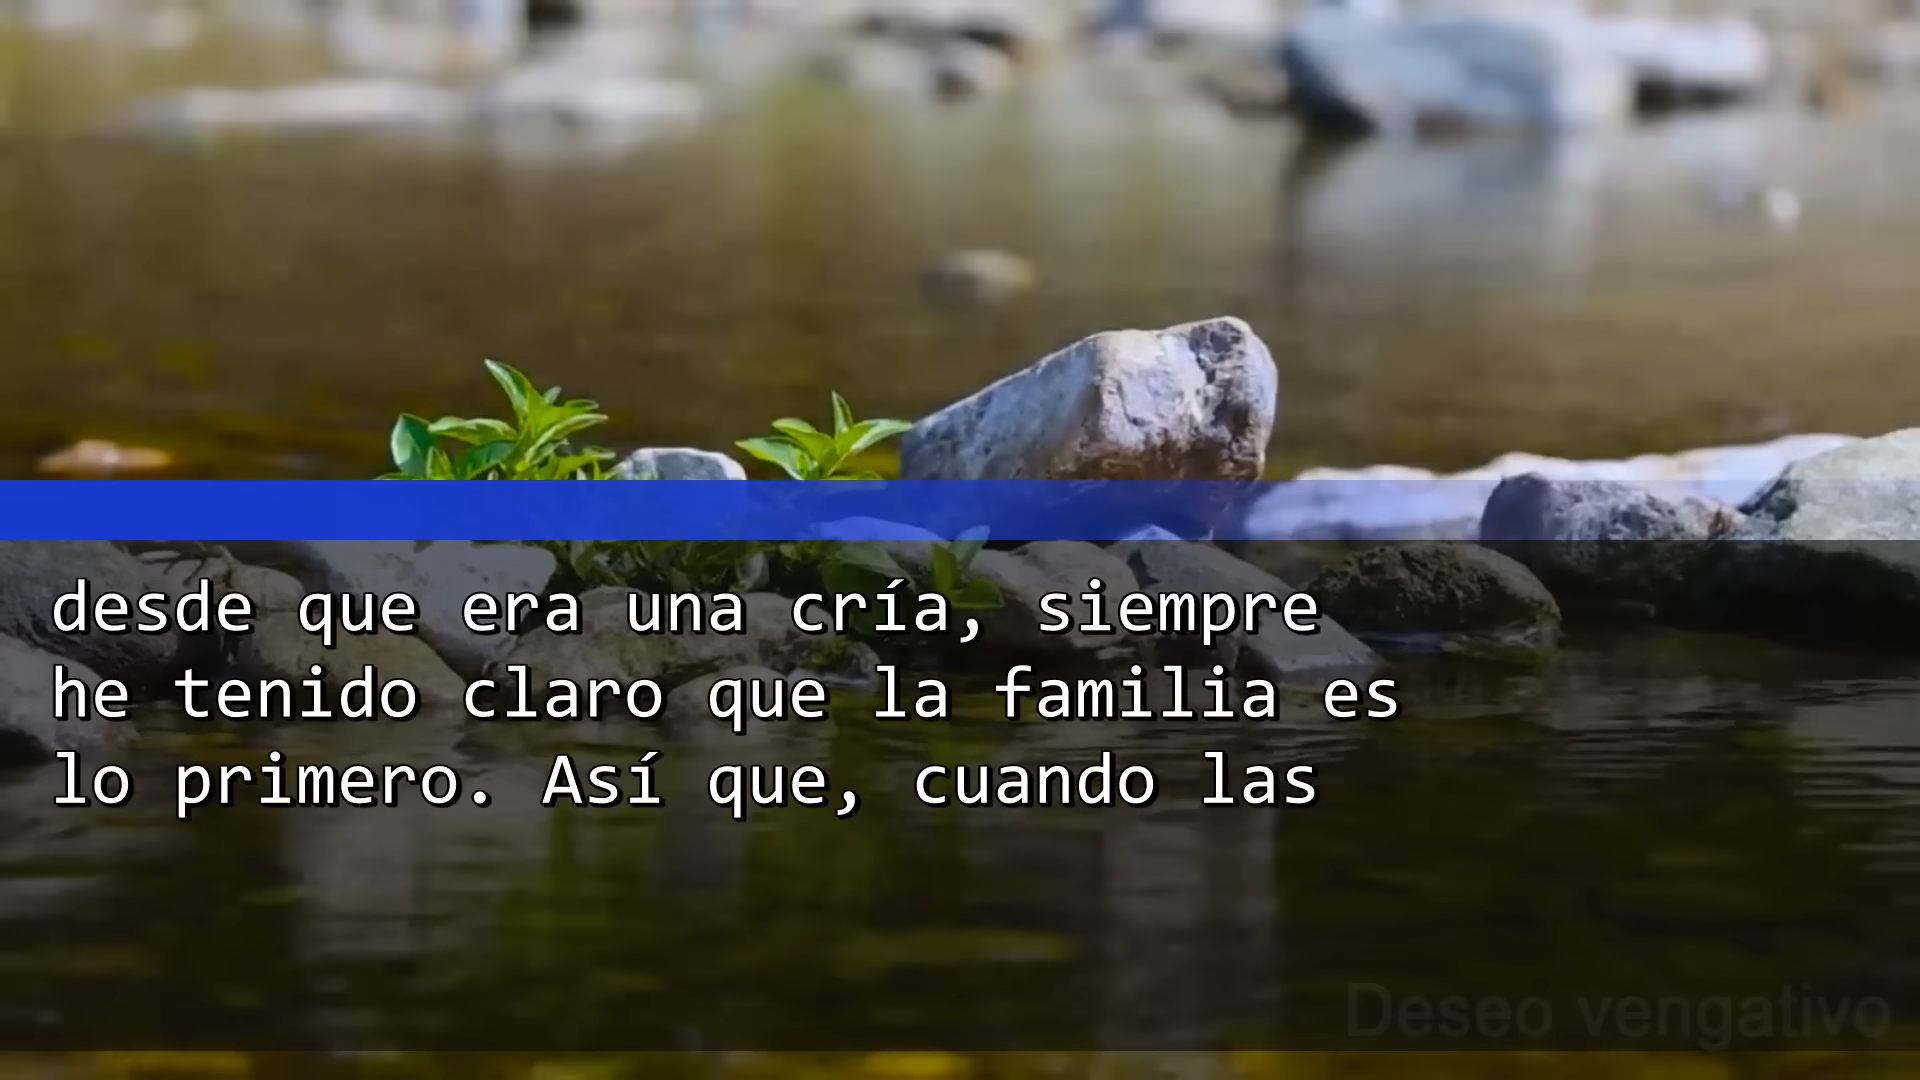 desde que era una cría, siempre
he tenido claro que la familia es
lo primero. Así que, cuando las
Deseo vengativo